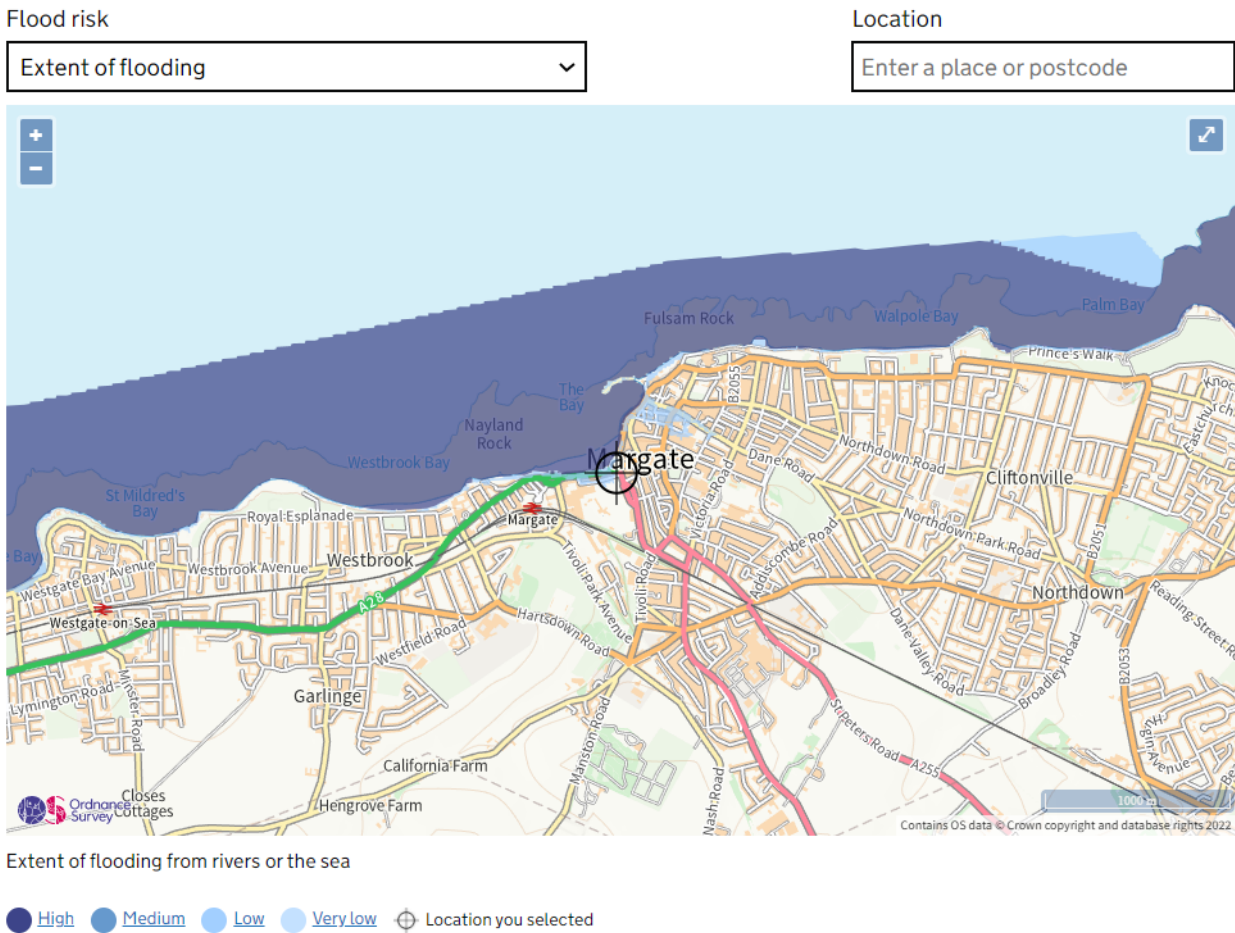 Flood risk
Location
Extent of flooding
Enter a place or postcode
+
−
Fulsam Rock
Walpole Bay
Palm Bay
Prince's Walk
B2055
The
Bay
Nayland
Rock
Margate
Westbrook Bay
St Mildred's
Bay
Royal Esplanade
Northdown Road
Dane Road
Cliftonville
Margate
Victoria Road
Westbrook
Westgate Bay Avenue
Westbrook Avenue
Northdown Park Road
B2051
Addiscombe Road
Tivoli Park Avenue
Tivoli Road
Northdown
A28
Westgate-on-Sea
Hartsdown Road
Westfield Road
Dane Valley Road
Broadley Road
B2053
Garlinge
Lymington Road
Minster Road
Manston Road
St Peters Road
A255
California Farm
Nash Road
Closes
Cottages
Hengrove Farm
Ordnance
Survey
1000 m
Contains OS data © Crown copyright and database rights 2022
Extent of flooding from rivers or the sea
High
Medium
Low
Very low
Location you selected